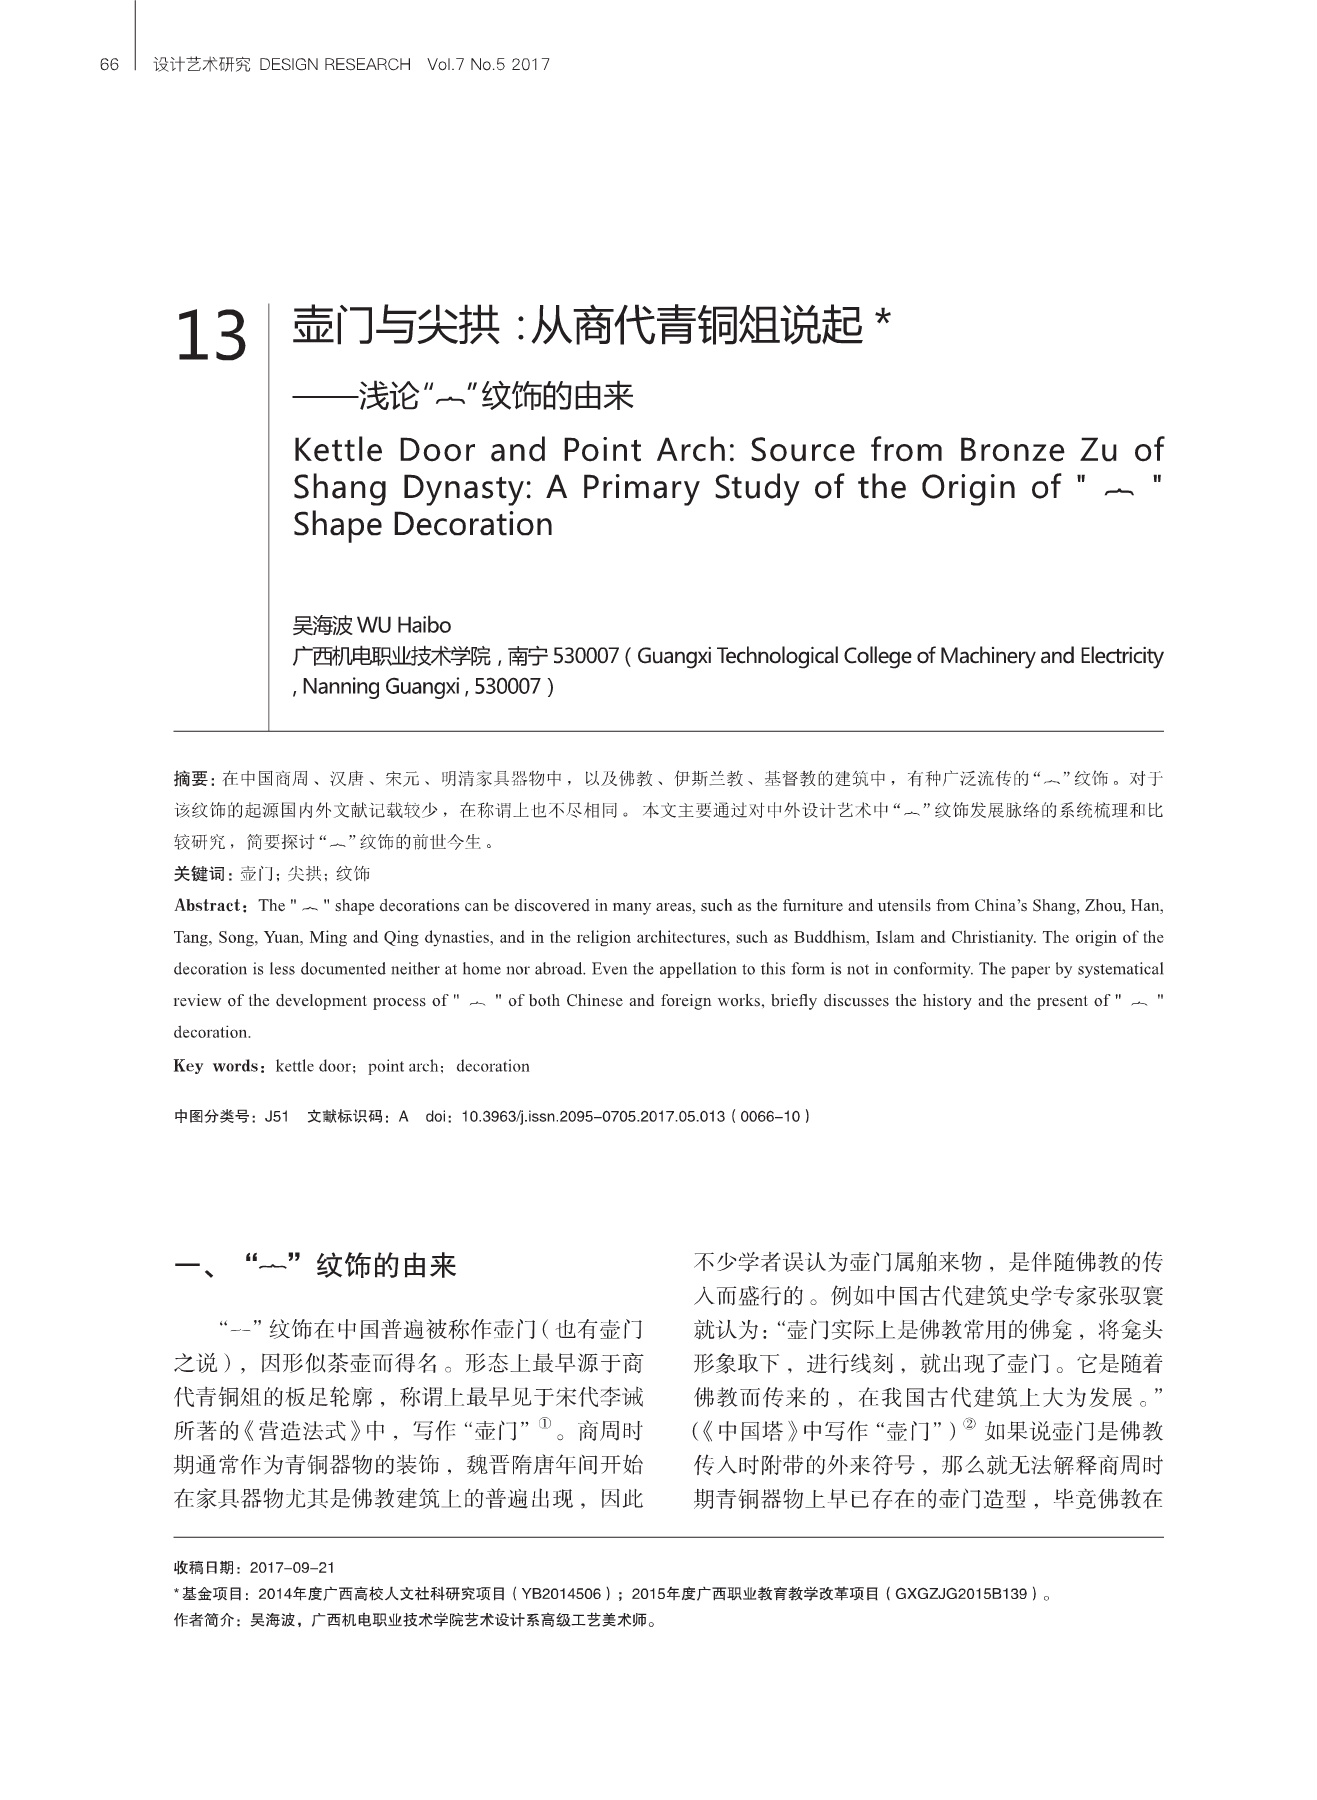 66 设计艺术研究 DESIGN RESEARCH Vol.7 No.5 2017
13
壸门与尖拱：从商代青铜俎说起*
——浅论“︷”纹饰的由来
Kettle Door and Point Arch: Source from Bronze Zu of
Shang Dynasty: A Primary Study of the Origin of " ︷ "
Shape Decoration
吴海波 WU Haibo
广西机电职业技术学院，南宁 530007（Guangxi Technological College of Machinery and Electricity
, Nanning Guangxi , 530007）
摘要：在中国商周、汉唐、宋元、明清家具器物中，以及佛教、伊斯兰教、基督教的建筑中，有种广泛流传的“︷”纹饰。对于
该纹饰的起源国内外文献记载较少，在称谓上也不尽相同。本文主要通过对中外设计艺术中“︷”纹饰发展脉络的系统梳理和比
较研究，简要探讨“︷”纹饰的前世今生。
关键词：壸门；尖拱；纹饰
Abstract：The " ︷ " shape decorations can be discovered in many areas, such as the furniture and utensils from China's Shang, Zhou, Han,
Tang, Song, Yuan, Ming and Qing dynasties, and in the religion architectures, such as Buddhism, Islam and Christianity. The origin of the
decoration is less documented neither at home nor abroad. Even the appellation to this form is not in conformity. The paper by systematical
review of the development process of " ︷ " of both Chinese and foreign works, briefly discusses the history and the present of " ︷ "
decoration.
Key words：kettle door；point arch；decoration
中图分类号：J51 文献标识码：A doi：10.3963/j.issn.2095-0705.2017.05.013（0066-10）
一、“︷”纹饰的由来
“︷”纹饰在中国普遍被称作壸门（也有壶门
之说），因形似茶壶而得名。形态上最早源于商
代青铜俎的板足轮廓，称谓上最早见于宋代李诫
所著的《营造法式》中，写作“壸门”①。商周时
期通常作为青铜器物的装饰，魏晋隋唐年间开始
在家具器物尤其是佛教建筑上的普遍出现，因此
不少学者误认为壸门属舶来物，是伴随佛教的传
入而盛行的。例如中国古代建筑史学专家张驭寰
就认为：“壸门实际上是佛教常用的佛龛，将龛头
形象取下，进行线刻，就出现了壸门。它是随着
佛教而传来的，在我国古代建筑上大为发展。”
（《中国塔》中写作“壶门”）② 如果说壸门是佛教
传入时附带的外来符号，那么就无法解释商周时
期青铜器物上早已存在的壸门造型，毕竟佛教在
收稿日期：2017-09-21
*基金项目：2014年度广西高校人文社科研究项目（YB2014506）；2015年度广西职业教育教学改革项目（GXGZJG2015B139）。
作者简介：吴海波，广西机电职业技术学院艺术设计系高级工艺美术师。